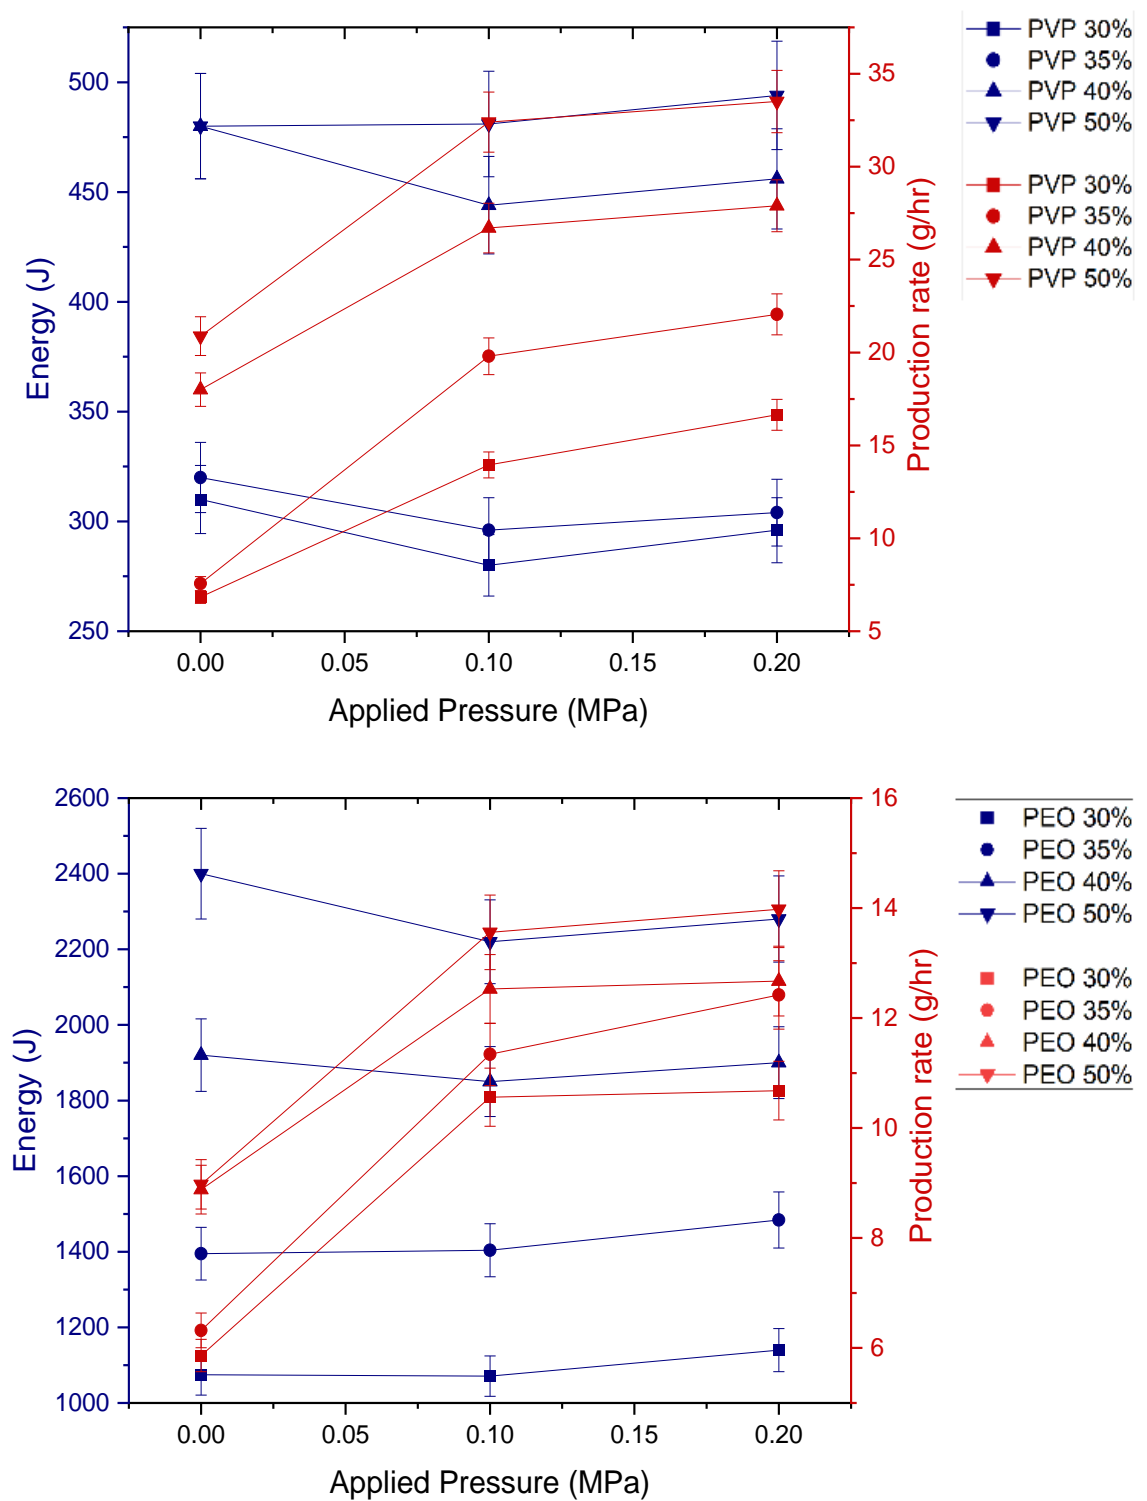 PVP 30%
PVP 35%
PVP 40%
PVP 50%
PVP 30%
PVP 35%
PVP 40%
PVP 50%
500
450
400
350
300
250
Energy (J)
35
30
25
20
15
10
5
Production rate (g/hr)
0.00 0.05 0.10 0.15 0.20
Applied Pressure (MPa)
2600
2400
2200
2000
1800
1600
1400
1200
1000
Energy (J)
16
14
12
10
8
6
Production rate (g/hr)
PEO 30%
PEO 35%
PEO 40%
PEO 50%
PEO 30%
PEO 35%
PEO 40%
PEO 50%
0.00 0.05 0.10 0.15 0.20
Applied Pressure (MPa)